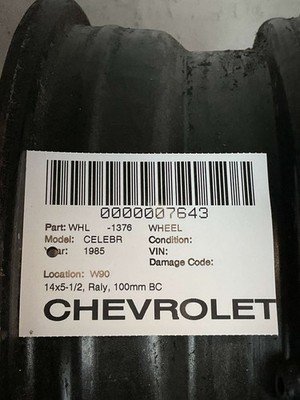 0000007643
Part: WHL -1376 WHEEL
Model: CELEBR Condition:
Year: 1985 VIN:
Damage Code:
Location: W90
14x5-1/2, Raly, 100mm BC
CHEVROLET